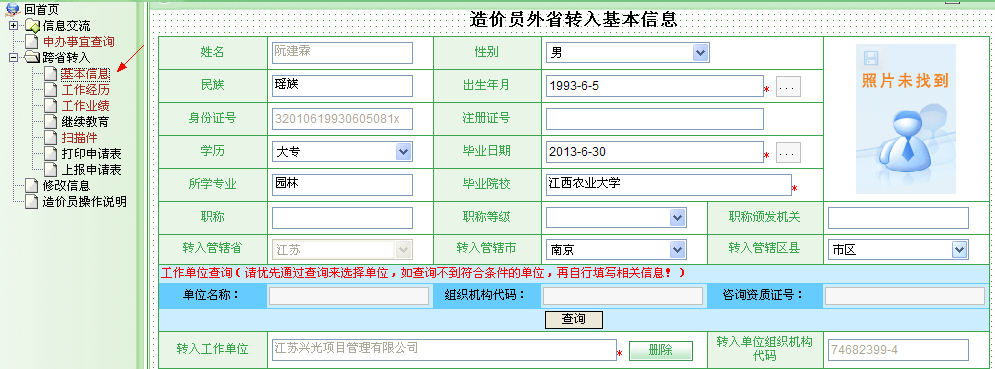 回首页
信息交流
申办事宜查询
跨省转入
基本信息
工作经历
工作业绩
继续教育
扫描件
打印申请表
上报申请表
修改信息
造价员操作说明
造价员外省转入基本信息
姓名 阮建霖 性别 男
民族 瑶族 出生年月 1993-6-5 * ...
照片未找到
身份证号 32010619930605081x 注册证号
学历 大专 毕业日期 2013-6-30 * ...
所学专业 园林 毕业院校 江西农业大学 *
职称 职称等级 职称颁发机关
转入管辖省 江苏 转入管辖市 南京 转入管辖区县 市区
工作单位查询(请优先通过查询来选择单位，如查询不到符合条件的单位，再自行填写相关信息！)
单位名称： 组织机构代码： 咨询资质证号：
查询
转入工作单位 江苏兴光项目管理有限公司 * 删除 转入单位组织机构
代码 74682399-4